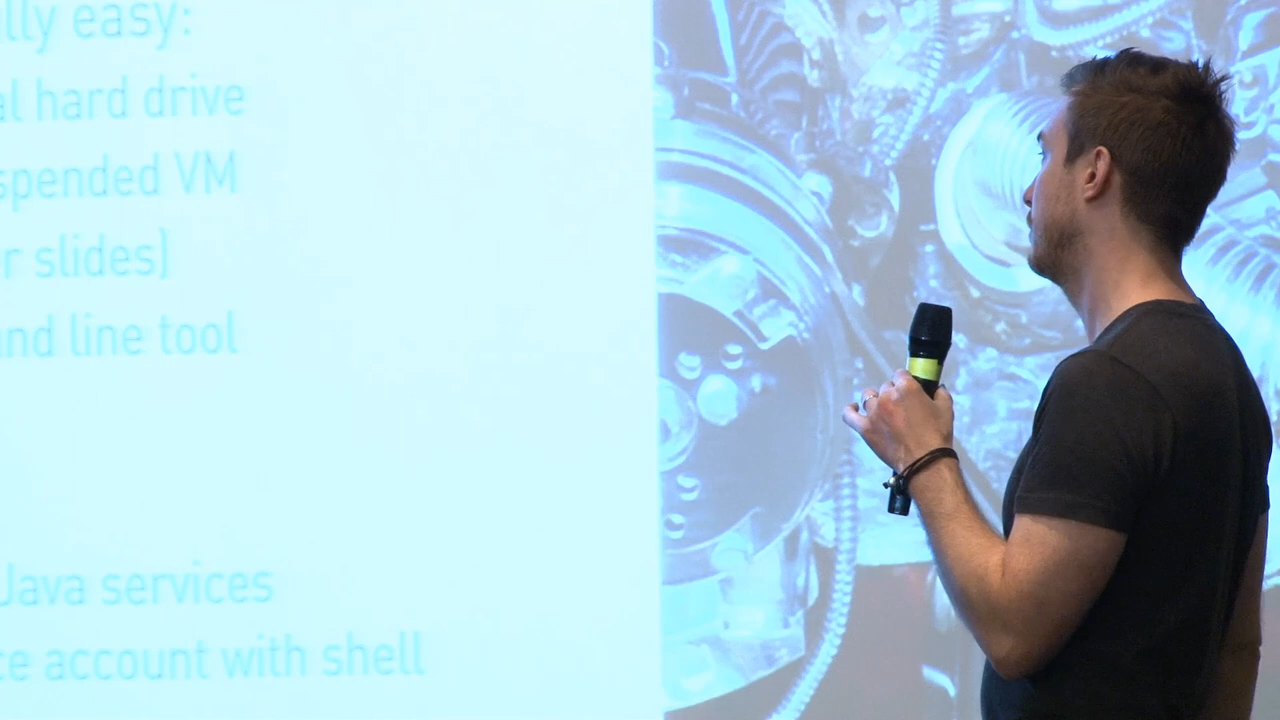 lly easy:
al hard drive
spended VM
r slides)
nd line tool
Java services
ce account with shell